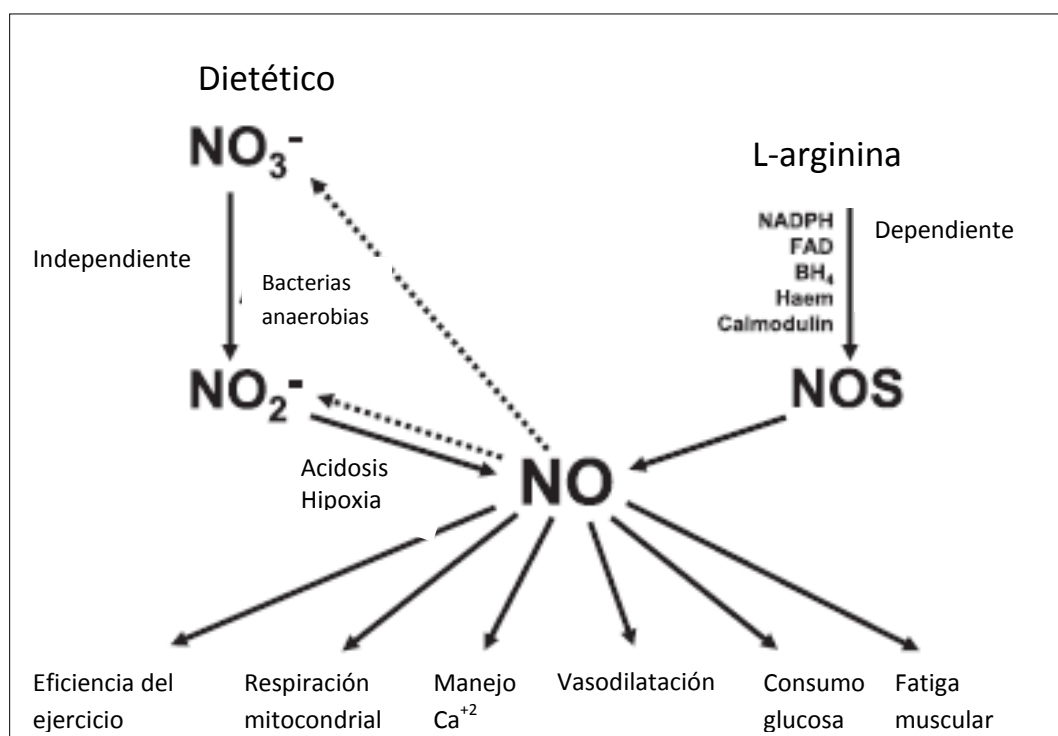 Dietético
NO₃⁻
L-arginina
NADPH
FAD
BH₄
Haem
Calmodulin
Dependiente
Independiente
Bacterias
anaerobias
NO₂⁻
NOS
Acidosis
Hipoxia
NO
Eficiencia del
ejercicio
Respiración
mitocondrial
Manejo
Ca⁺²
Vasodilatación
Consumo
glucosa
Fatiga
muscular